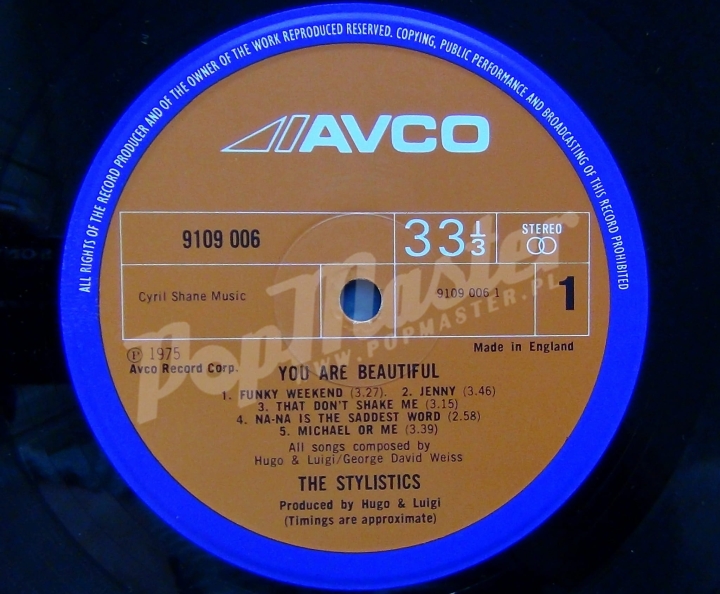 ALL RIGHTS OF THE RECORD PRODUCER AND OF THE OWNER OF THE WORK REPRODUCED RESERVED. COPYING, PUBLIC PERFORMANCE AND BROADCASTING OF THIS RECORD PROHIBITED
AVCO
9109 006
33 1/3
STEREO
Cyril Shane Music
9109 006 1
1
Ⓟ 1975
Avco Record Corp.
Made in England
YOU ARE BEAUTIFUL
1. FUNKY WEEKEND (3.27). 2. JENNY (3.46)
3. THAT DON'T SHAKE ME (3.15)
4. NA-NA IS THE SADDEST WORD (2.58)
5. MICHAEL OR ME (3.39)
All songs composed by
Hugo & Luigi/George David Weiss
THE STYLISTICS
Produced by Hugo & Luigi
(Timings are approximate)
PopMaster
WWW.POPMASTER.PL